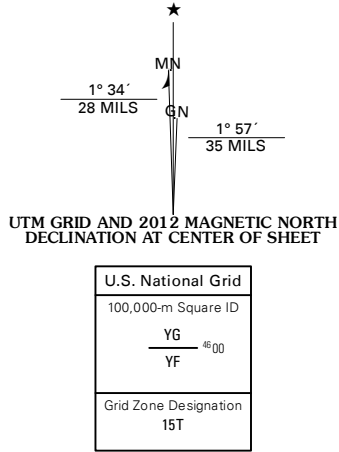 ★
MN
1° 34´
28 MILS
GN
1° 57´
35 MILS
UTM GRID AND 2012 MAGNETIC NORTH
DECLINATION AT CENTER OF SHEET
U.S. National Grid
100,000-m Square ID
YG
4600
YF
Grid Zone Designation
15T